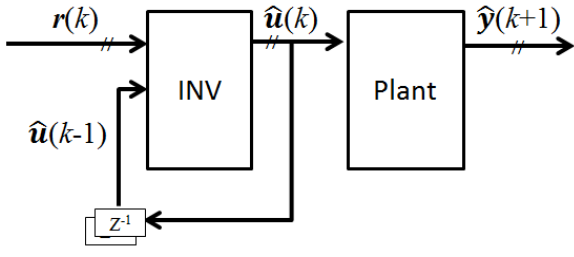 r(k)
û(k)
ŷ(k+1)
INV
Plant
û(k-1)
Z⁻¹